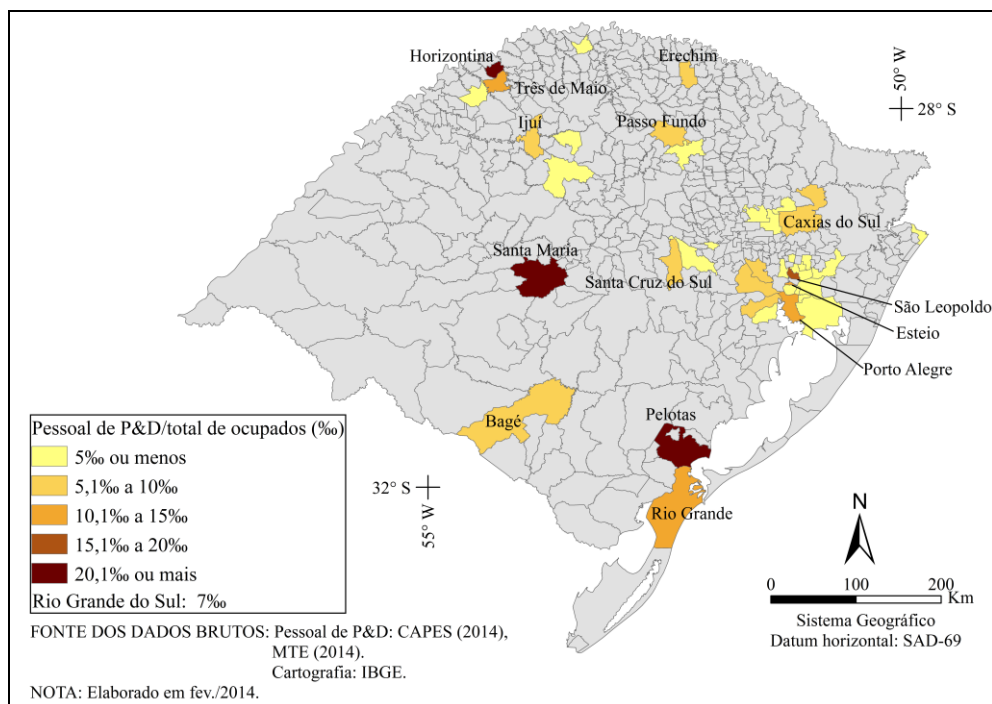 Horizontina
Erechim
50° W
28° S
Três de Maio
Ijuí
Passo Fundo
Caxias do Sul
Santa Maria
Santa Cruz do Sul
São Leopoldo
Esteio
Porto Alegre
Bagé
Pelotas
Rio Grande
32° S
55° W
Pessoal de P&D/total de ocupados (‰)
5‰ ou menos
5,1‰ a 10‰
10,1‰ a 15‰
15,1‰ a 20‰
20,1‰ ou mais
Rio Grande do Sul: 7‰
N
0 100 200
Km
Sistema Geográfico
Datum horizontal: SAD-69
FONTE DOS DADOS BRUTOS: Pessoal de P&D: CAPES (2014),
MTE (2014).
Cartografia: IBGE.
NOTA: Elaborado em fev./2014.